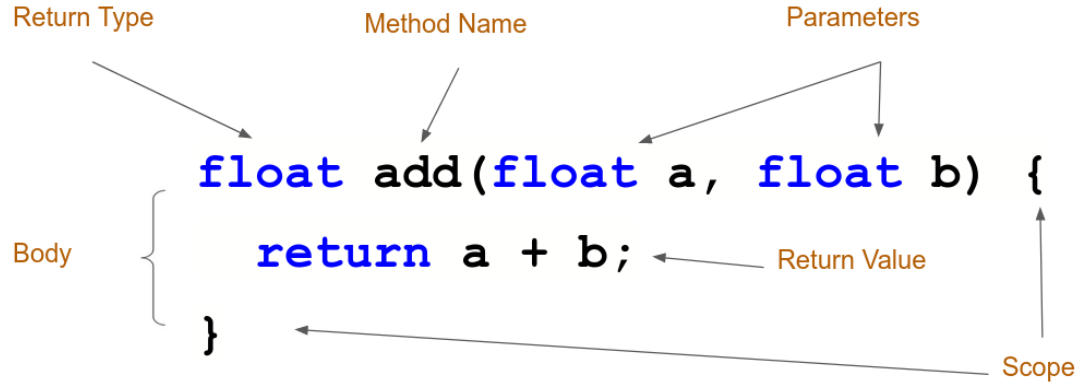 Return Type
Method Name
Parameters
float add(float a, float b) {
Body
return a + b;
Return Value
}
Scope